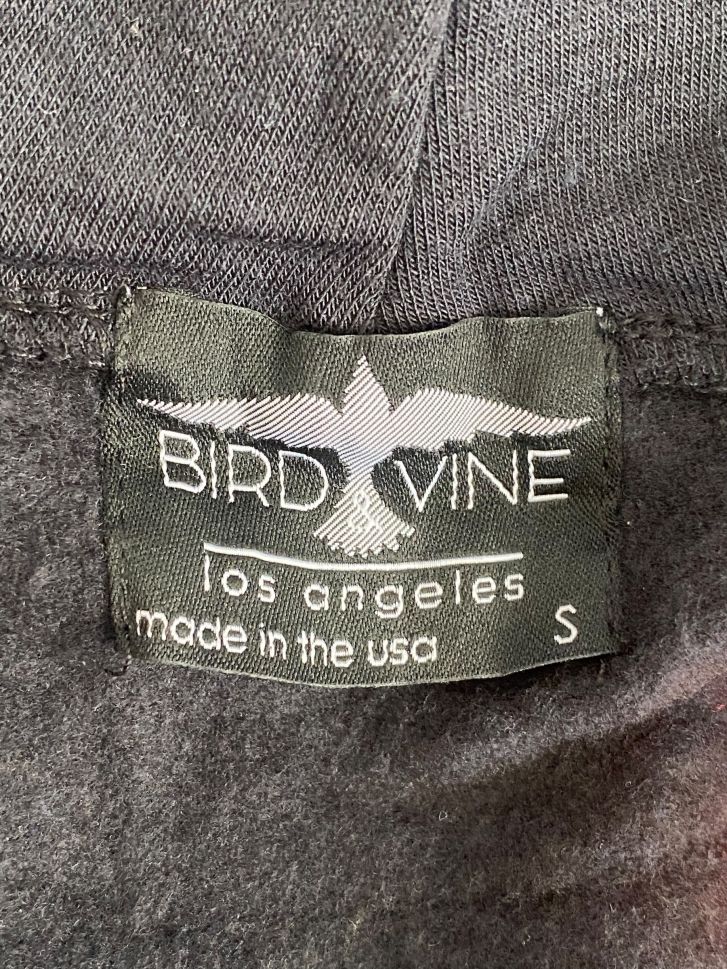 BIRD & VINE
los angeles
made in the usa S